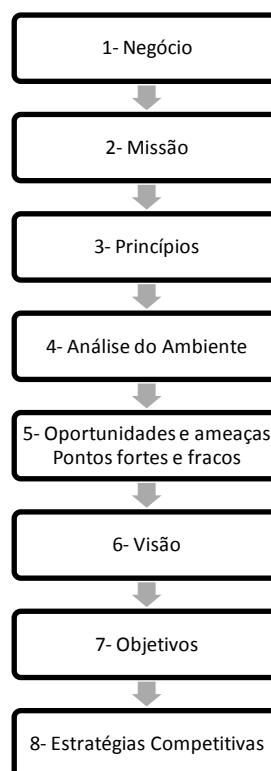 1- Negócio
2- Missão
3- Princípios
4- Análise do Ambiente
5- Oportunidades e ameaças
Pontos fortes e fracos
6- Visão
7- Objetivos
8- Estratégias Competitivas